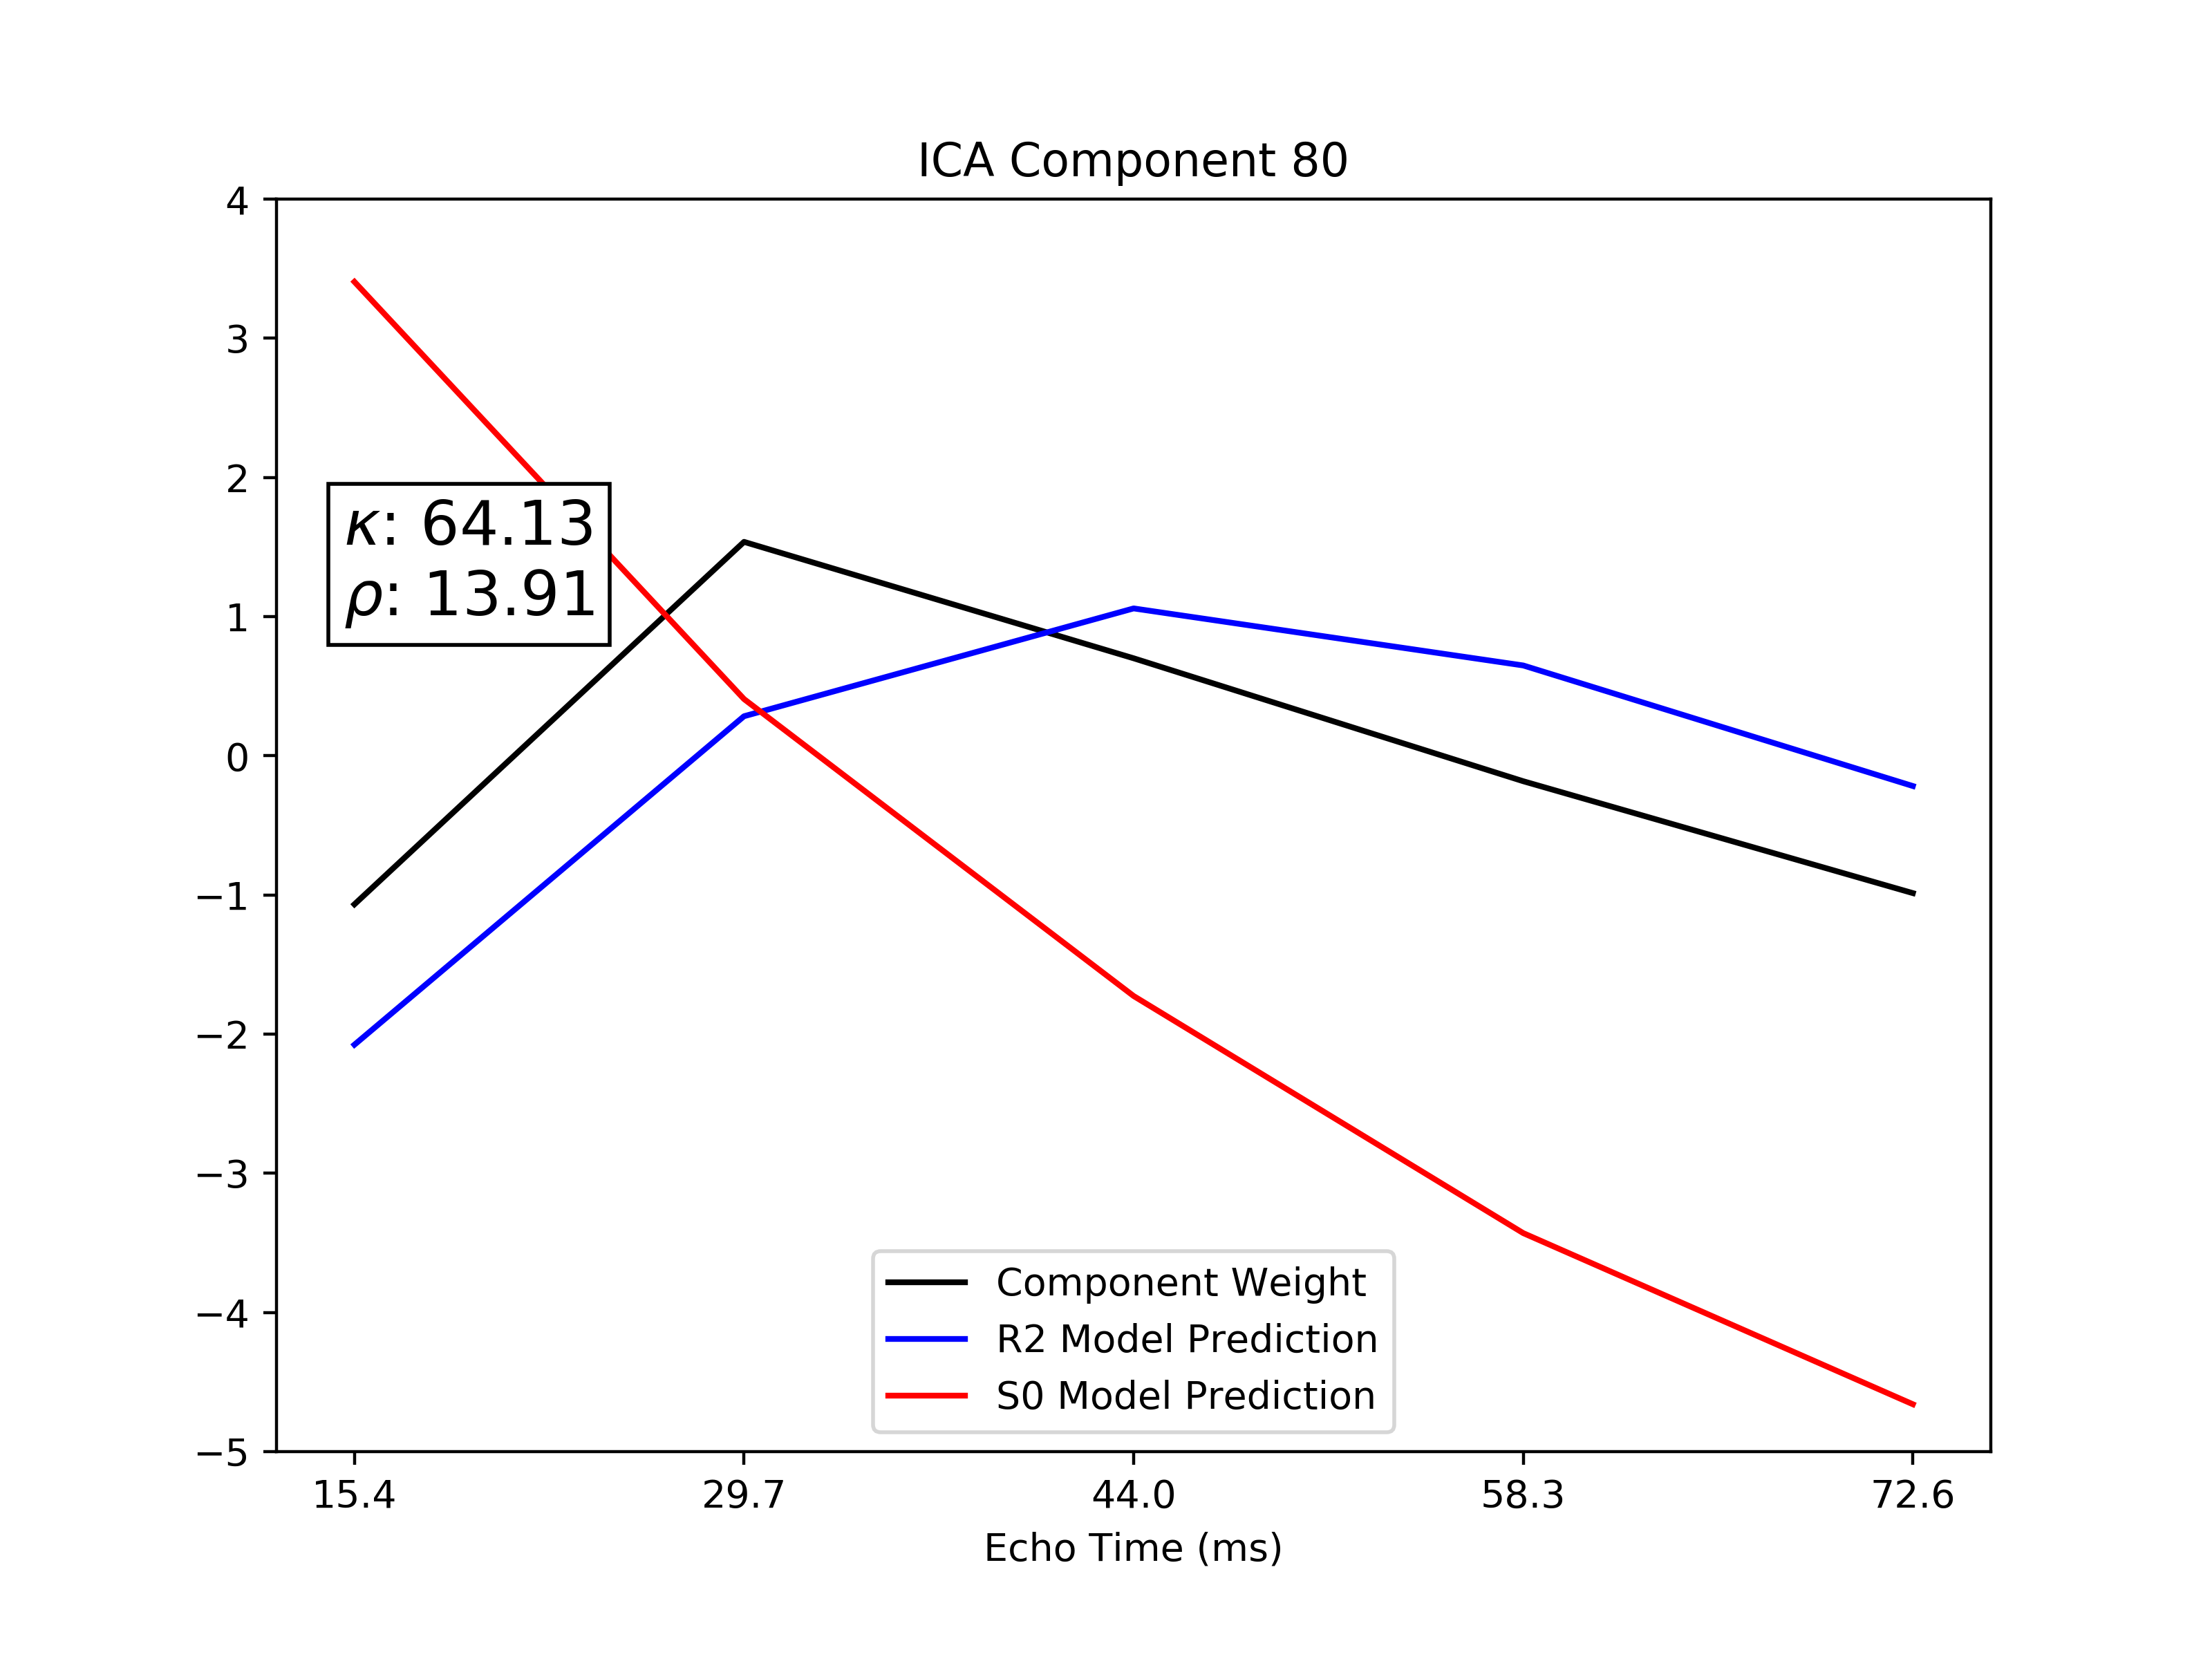 ICA Component 80
4
3
2
1
0
−1
−2
−3
−4
−5
κ: 64.13
ρ: 13.91
Component Weight
R2 Model Prediction
S0 Model Prediction
15.4 29.7 44.0 58.3 72.6
Echo Time (ms)